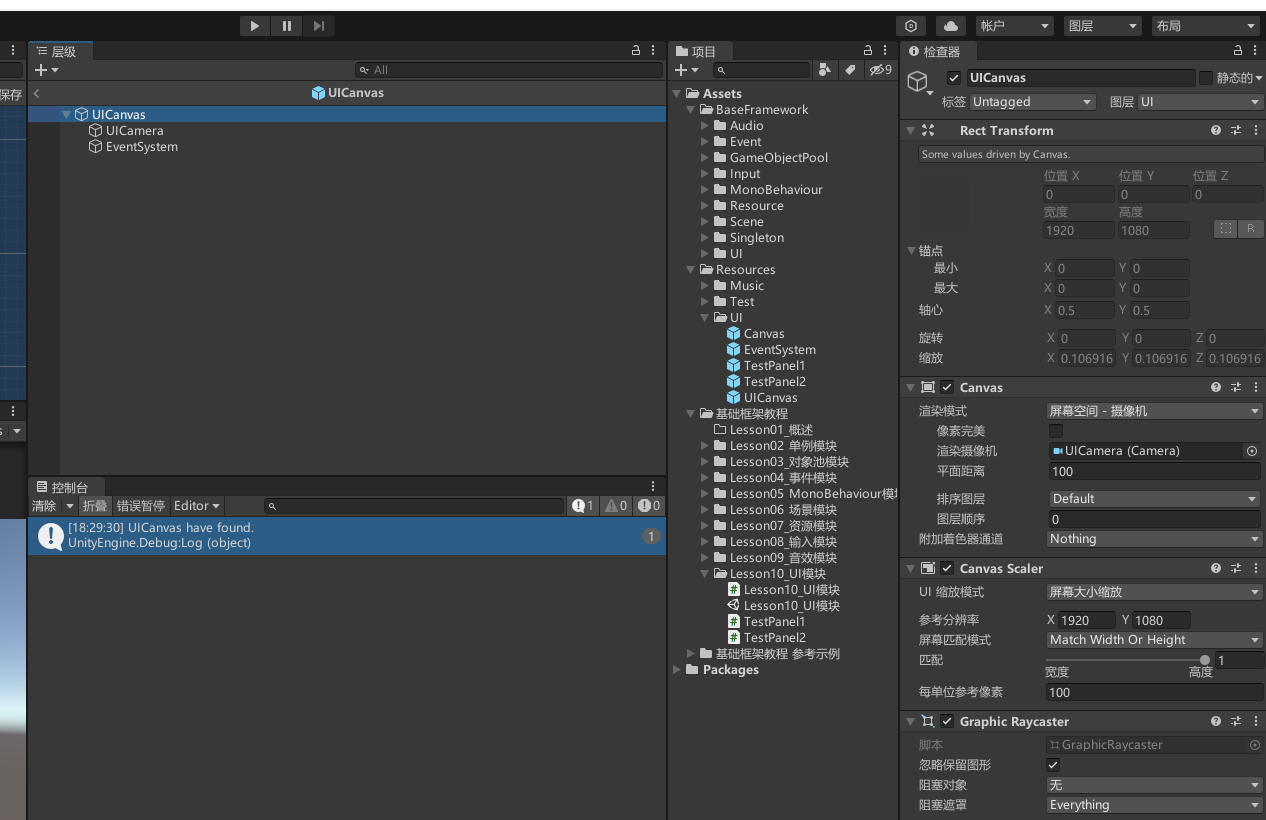 帐户
图层
布局
层级
All
保存
UICanvas
UICanvas
UICamera
EventSystem
控制台
清除
折叠
错误暂停
Editor
1
0
0
[18:29:30] UICanvas have found.
UnityEngine.Debug:Log (object)
1
项目
9
Assets
BaseFramework
Audio
Event
GameObjectPool
Input
MonoBehaviour
Resource
Scene
Singleton
UI
Resources
Music
Test
UI
Canvas
EventSystem
TestPanel1
TestPanel2
UICanvas
基础框架教程
Lesson01_概述
Lesson02 单例模块
Lesson03_对象池模块
Lesson04_事件模块
Lesson05 MonoBehaviour模
Lesson06 场景模块
Lesson07_资源模块
Lesson08_输入模块
Lesson09_音效模块
Lesson10_UI模块
Lesson10_UI模块
Lesson10_UI模块
TestPanel1
TestPanel2
基础框架教程 参考示例
Packages
检查器
UICanvas 静态的
标签 Untagged 图层 UI
Rect Transform
Some values driven by Canvas.
位置 X 位置 Y 位置 Z
0 0 0
宽度 高度
1920 1080 R
锚点
最小 X 0 Y 0
最大 X 0 Y 0
轴心 X 0.5 Y 0.5
旋转 X 0 Y 0 Z 0
缩放 X 0.106916 Y 0.106916 Z 0.106916
Canvas
渲染模式 屏幕空间 - 摄像机
像素完美
渲染摄像机 UICamera (Camera)
平面距离 100
排序图层 Default
图层顺序 0
附加着色器通道 Nothing
Canvas Scaler
UI 缩放模式 屏幕大小缩放
参考分辨率 X 1920 Y 1080
屏幕匹配模式 Match Width Or Height
匹配 1
宽度 高度
每单位参考像素 100
Graphic Raycaster
脚本 GraphicRaycaster
忽略保留图形
阻塞对象 无
阻塞遮罩 Everything